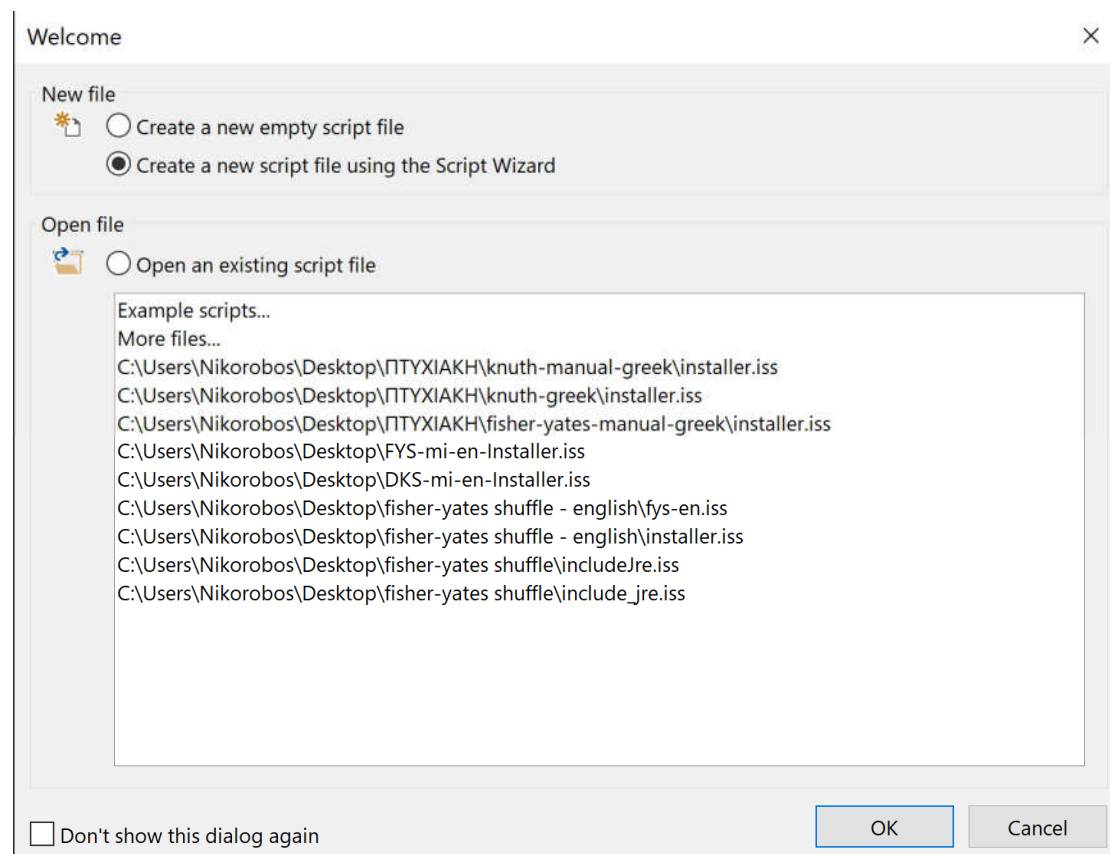 Welcome
New file
Create a new empty script file
Create a new script file using the Script Wizard
Open file
Open an existing script file
Example scripts...
More files...
C:\Users\Nikorobos\Desktop\ΠΤΥΧΙΑΚΗ\knuth-manual-greek\installer.iss
C:\Users\Nikorobos\Desktop\ΠΤΥΧΙΑΚΗ\knuth-greek\installer.iss
C:\Users\Nikorobos\Desktop\ΠΤΥΧΙΑΚΗ\fisher-yates-manual-greek\installer.iss
C:\Users\Nikorobos\Desktop\FYS-mi-en-Installer.iss
C:\Users\Nikorobos\Desktop\DKS-mi-en-Installer.iss
C:\Users\Nikorobos\Desktop\fisher-yates shuffle - english\fys-en.iss
C:\Users\Nikorobos\Desktop\fisher-yates shuffle - english\installer.iss
C:\Users\Nikorobos\Desktop\fisher-yates shuffle\includeJre.iss
C:\Users\Nikorobos\Desktop\fisher-yates shuffle\include_jre.iss
Don't show this dialog again
OK
Cancel